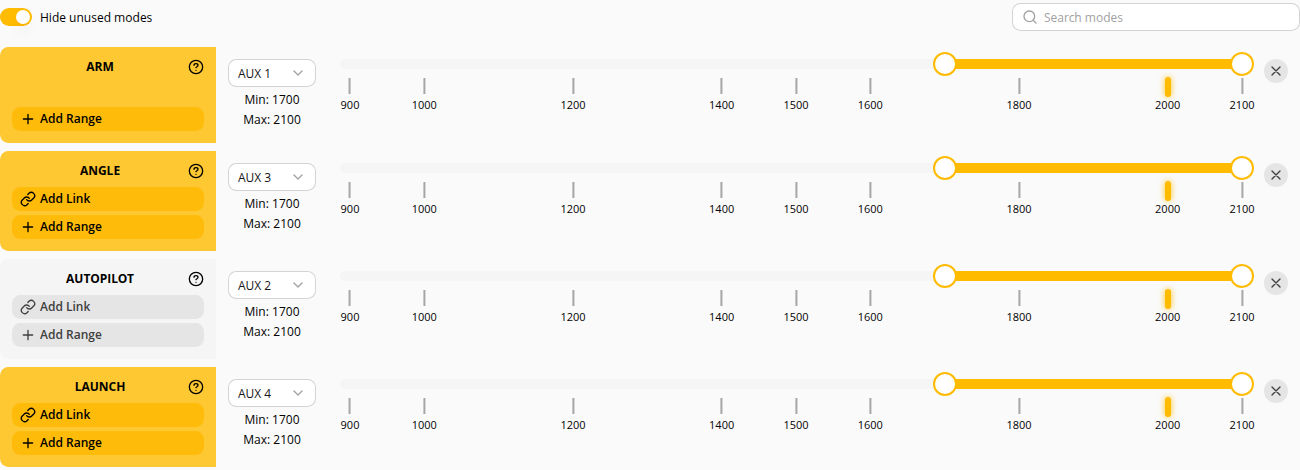 Hide unused modes
Search modes
ARM
Add Range
AUX 1
Min: 1700
Max: 2100
900 1000 1200 1400 1500 1600 1800 2000 2100
ANGLE
Add Link
Add Range
AUX 3
Min: 1700
Max: 2100
900 1000 1200 1400 1500 1600 1800 2000 2100
AUTOPILOT
Add Link
Add Range
AUX 2
Min: 1700
Max: 2100
900 1000 1200 1400 1500 1600 1800 2000 2100
LAUNCH
Add Link
Add Range
AUX 4
Min: 1700
Max: 2100
900 1000 1200 1400 1500 1600 1800 2000 2100